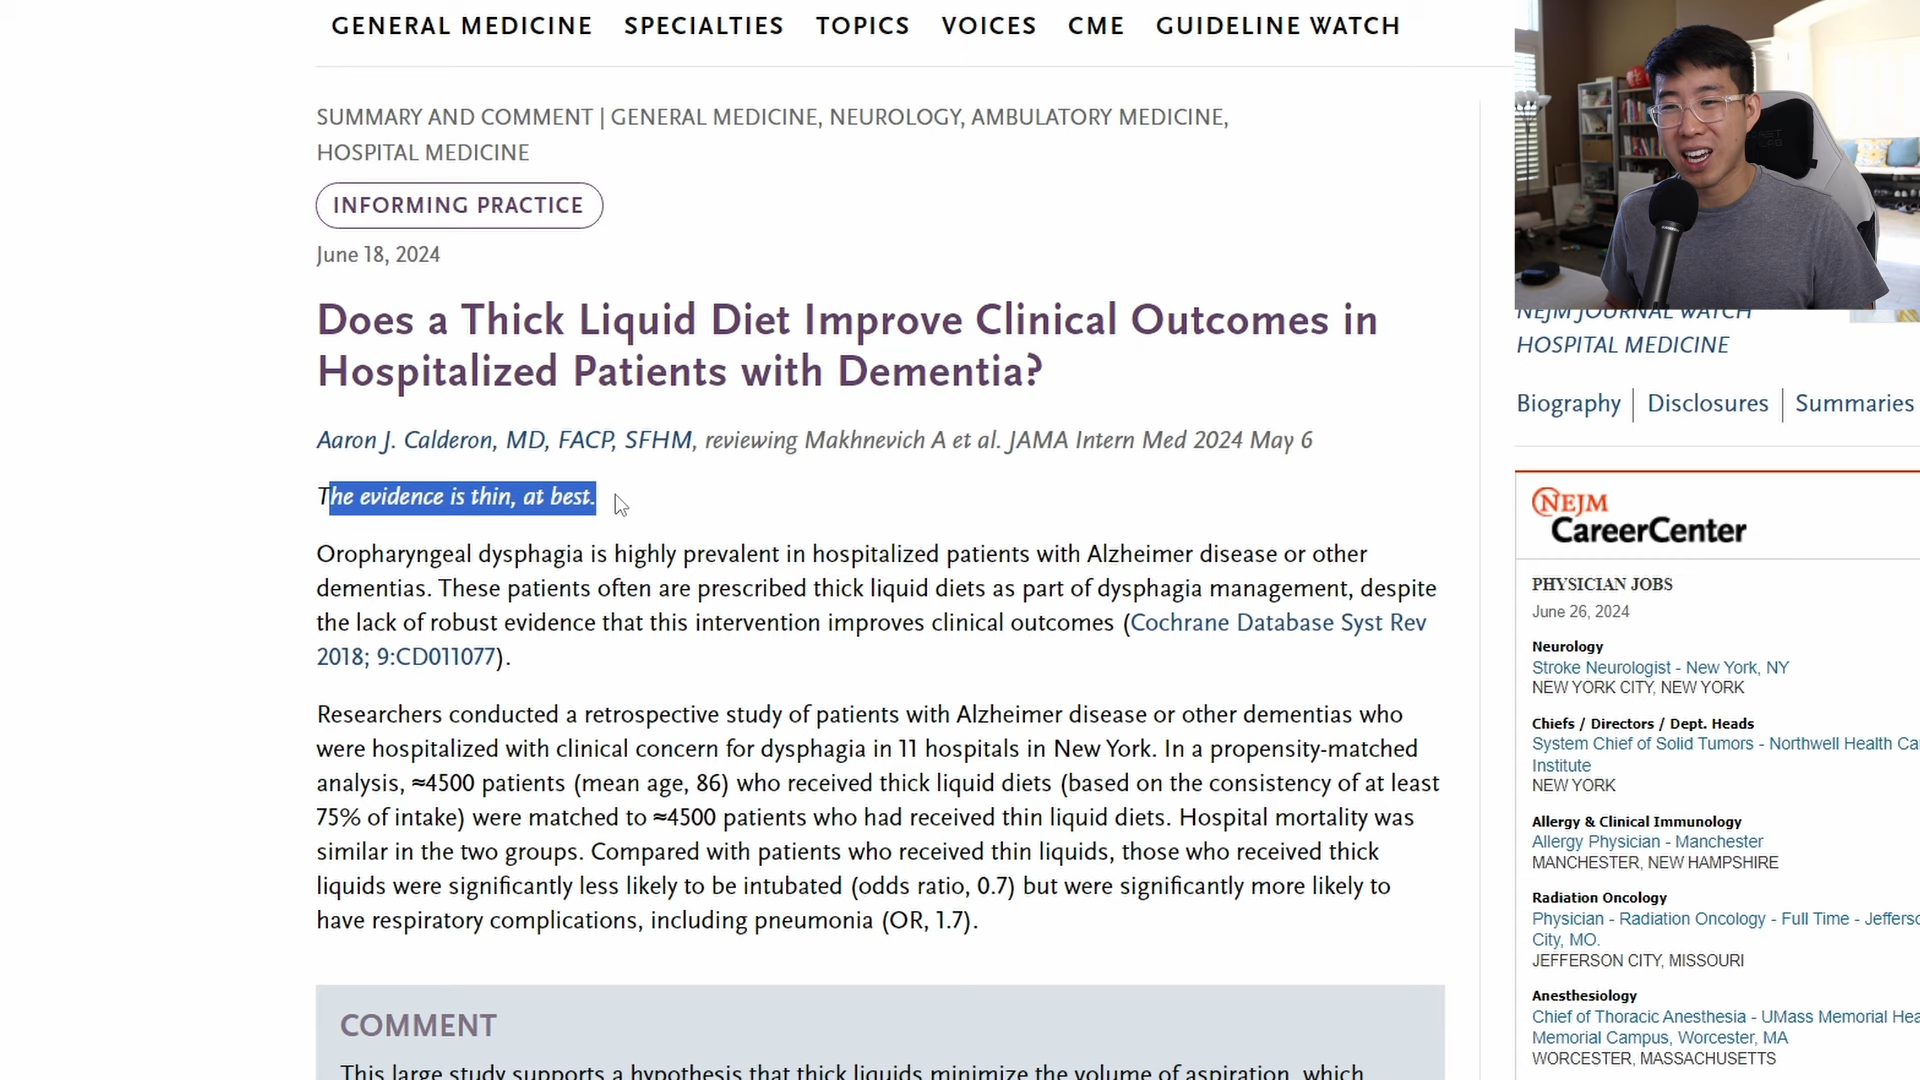 GENERAL MEDICINE SPECIALTIES TOPICS VOICES CME GUIDELINE WATCH
SUMMARY AND COMMENT | GENERAL MEDICINE, NEUROLOGY, AMBULATORY MEDICINE,
HOSPITAL MEDICINE
INFORMING PRACTICE
June 18, 2024
Does a Thick Liquid Diet Improve Clinical Outcomes in
Hospitalized Patients with Dementia?
Aaron J. Calderon, MD, FACP, SFHM, reviewing Makhnevich A et al. JAMA Intern Med 2024 May 6
The evidence is thin, at best.
Oropharyngeal dysphagia is highly prevalent in hospitalized patients with Alzheimer disease or other
dementias. These patients often are prescribed thick liquid diets as part of dysphagia management, despite
the lack of robust evidence that this intervention improves clinical outcomes (Cochrane Database Syst Rev
2018; 9:CD011077).
Researchers conducted a retrospective study of patients with Alzheimer disease or other dementias who
were hospitalized with clinical concern for dysphagia in 11 hospitals in New York. In a propensity-matched
analysis, ≈4500 patients (mean age, 86) who received thick liquid diets (based on the consistency of at least
75% of intake) were matched to ≈4500 patients who had received thin liquid diets. Hospital mortality was
similar in the two groups. Compared with patients who received thin liquids, those who received thick
liquids were significantly less likely to be intubated (odds ratio, 0.7) but were significantly more likely to
have respiratory complications, including pneumonia (OR, 1.7).
COMMENT
This large study supports a hypothesis that thick liquids minimize the volume of aspiration, which
NEJM JOURNAL WATCH
HOSPITAL MEDICINE
Biography | Disclosures | Summaries
NEJM
CareerCenter
PHYSICIAN JOBS
June 26, 2024
Neurology
Stroke Neurologist - New York, NY
NEW YORK CITY, NEW YORK
Chiefs / Directors / Dept. Heads
System Chief of Solid Tumors - Northwell Health Ca
Institute
NEW YORK
Allergy & Clinical Immunology
Allergy Physician - Manchester
MANCHESTER, NEW HAMPSHIRE
Radiation Oncology
Physician - Radiation Oncology - Full Time - Jefferso
City, MO.
JEFFERSON CITY, MISSOURI
Anesthesiology
Chief of Thoracic Anesthesia - UMass Memorial Hea
Memorial Campus, Worcester, MA
WORCESTER, MASSACHUSETTS